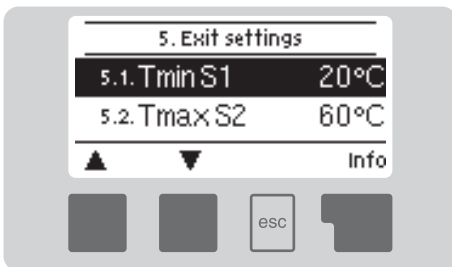 5. Exit settings
5.1. Tmin S1 20°C
5.2. Tmax S2 60°C
▲ ▼ Info
esc